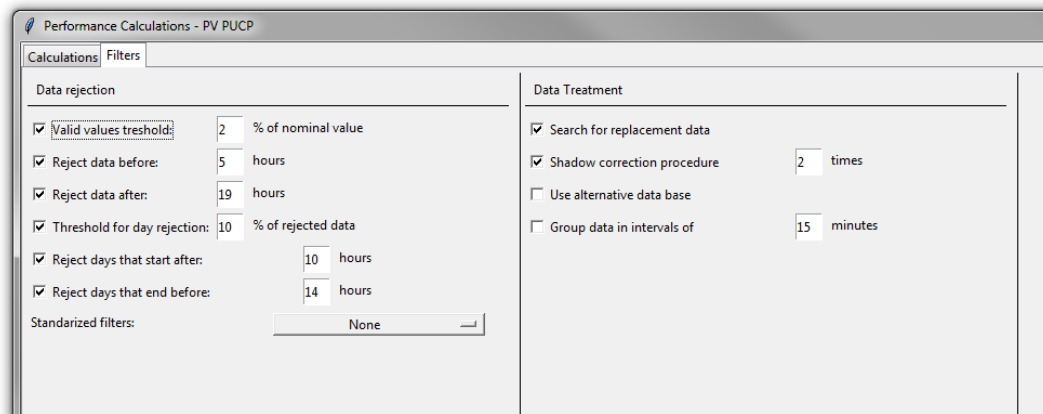 Performance Calculations - PV PUCP
Calculations Filters
Data rejection
Valid values treshold: 2 % of nominal value
Reject data before: 5 hours
Reject data after: 19 hours
Threshold for day rejection: 10 % of rejected data
Reject days that start after: 10 hours
Reject days that end before: 14 hours
Standarized filters: None
Data Treatment
Search for replacement data
Shadow correction procedure 2 times
Use alternative data base
Group data in intervals of 15 minutes